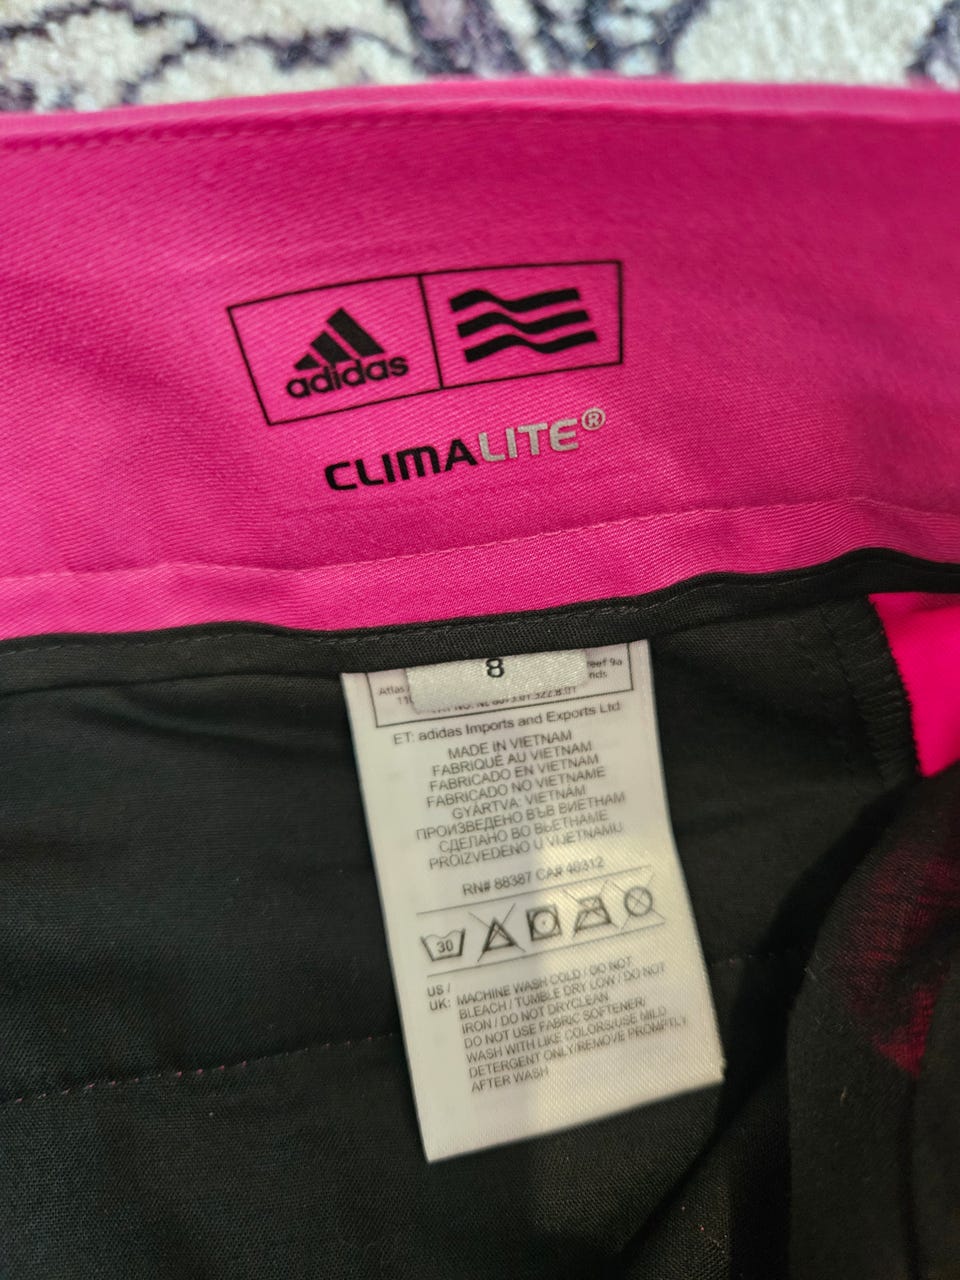 adidas
CLIMALITE®
8
Atlas
ET: adidas Imports and Exports Ltd
MADE IN VIETNAM
FABRIQUÉ AU VIETNAM
FABRICADO EN VIETNAM
FABRICADO NO VIETNAME
GYÁRTVA: VIETNÁM
ПРОИЗВЕДЕНО ВЪВ ВИЕТНАМ
СДЕЛАНО ВО ВЬЕТНАМЕ
PROIZVEDENO U VIJETNAMU
RN# 88387 CA# 40312
30
US / UK: MACHINE WASH COLD / DO NOT
BLEACH / TUMBLE DRY LOW / DO NOT
IRON / DO NOT DRYCLEAN
DO NOT USE FABRIC SOFTENER/
WASH WITH LIKE COLORS/USE MILD
DETERGENT ONLY/REMOVE PROMPTLY
AFTER WASH